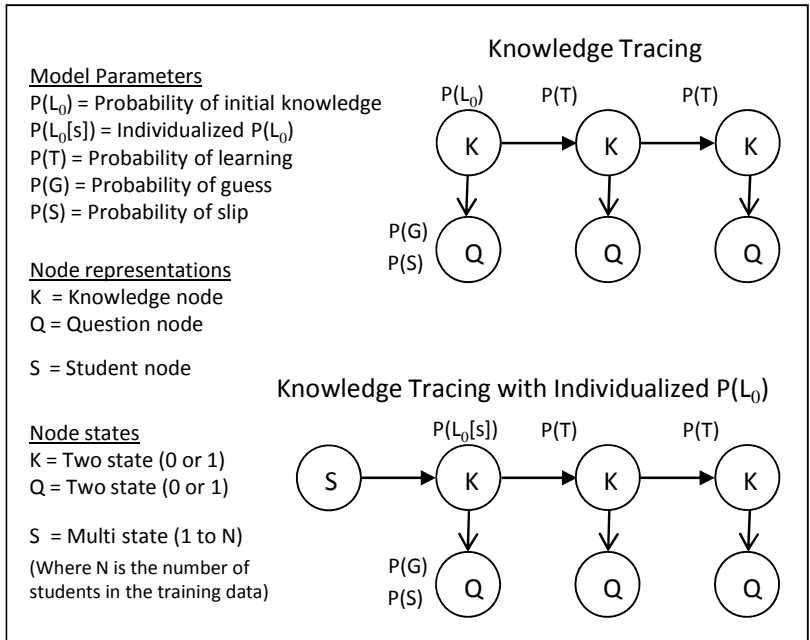 Model Parameters
P(L₀) = Probability of initial knowledge
P(L₀[s]) = Individualized P(L₀)
P(T) = Probability of learning
P(G) = Probability of guess
P(S) = Probability of slip
Node representations
K = Knowledge node
Q = Question node
S = Student node
Node states
K = Two state (0 or 1)
Q = Two state (0 or 1)
S = Multi state (1 to N)
(Where N is the number of
students in the training data)
Knowledge Tracing
P(L₀) P(T) P(T)
K K K
P(G)
P(S)
Q Q Q
Knowledge Tracing with Individualized P(L₀)
P(L₀[s]) P(T) P(T)
S K K K
P(G)
P(S)
Q Q Q